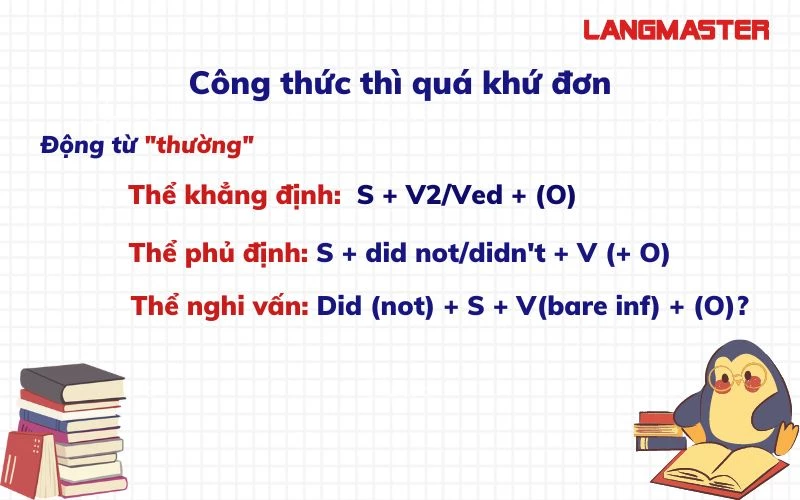 LANGMASTER
Công thức thì quá khứ đơn
Động từ "thường"
Thể khẳng định: S + V2/Ved + (O)
Thể phủ định: S + did not/didn't + V (+ O)
Thể nghi vấn: Did (not) + S + V(bare inf) + (O)?